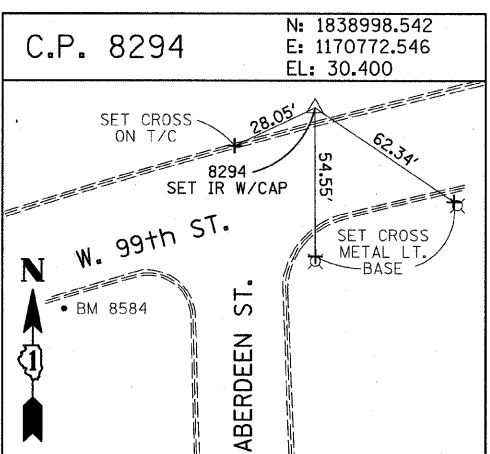 C.P. 8294
N: 1838998.542
E: 1170772.546
EL: 30.400
SET CROSS
ON T/C
28.05'
62.34'
8294
SET IR W/CAP
54.55'
W. 99th ST.
SET CROSS
METAL LT.
BASE
N
BM 8584
1
ABERDEEN ST.